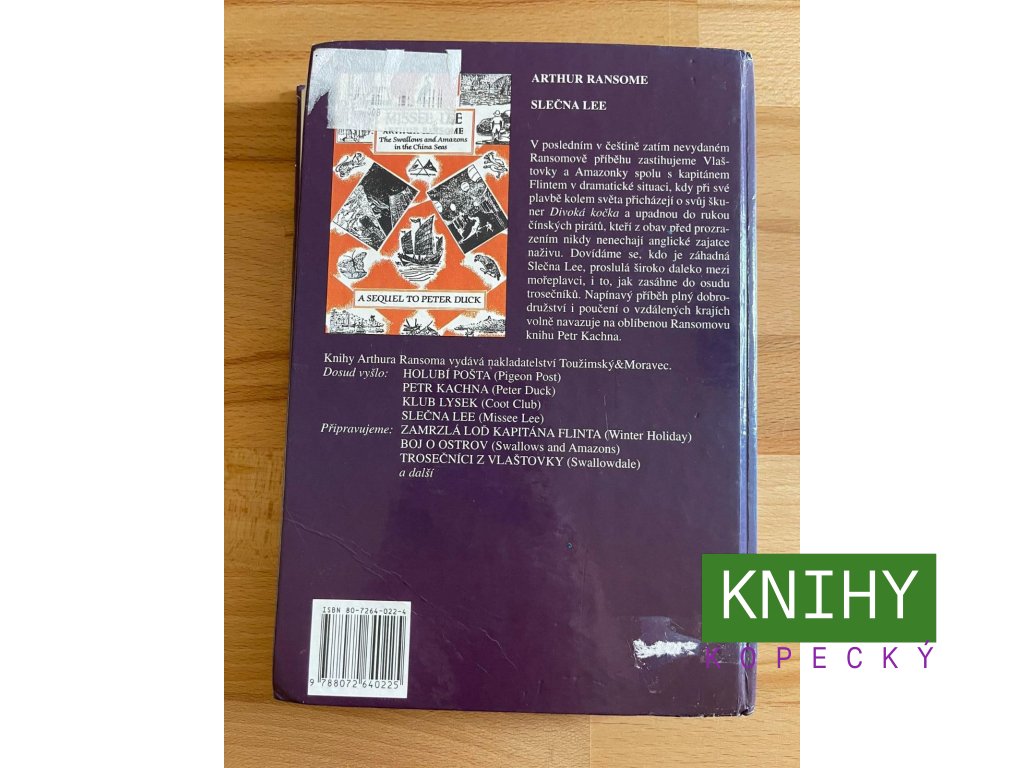 MISSEE LEE
ARTHUR RANSOME
The Swallows and Amazons
in the China Seas
A SEQUEL TO PETER DUCK
ARTHUR RANSOME
SLEČNA LEE
V posledním v češtině zatím nevydaném
Ransomově příběhu zastihujeme Vlaš-
tovky a Amazonky spolu s kapitánem
Flintem v dramatické situaci, kdy při své
plavbě kolem světa přicházejí o svůj šku-
ner Divoká kočka a upadnou do rukou
čínských pirátů, kteří z obav před prozra-
zením nikdy nenechají anglické zajatce
naživu. Dovídáme se, kdo je záhadná
Slečna Lee, proslulá široko daleko mezi
mořeplavci, i to, jak zasáhne do osudu
trosečníků. Napínavý příběh plný dobro-
družství i poučení o vzdálených krajích
volně navazuje na oblíbenou Ransomovu
knihu Petr Kachna.
Knihy Arthura Ransoma vydává nakladatelství Toužimský&Moravec.
Dosud vyšlo: HOLUBÍ POŠTA (Pigeon Post)
PETR KACHNA (Peter Duck)
KLUB LYSEK (Coot Club)
SLEČNA LEE (Missee Lee)
Připravujeme: ZAMRZLÁ LOĎ KAPITÁNA FLINTA (Winter Holiday)
BOJ O OSTROV (Swallows and Amazons)
TROSEČNÍCI Z VLAŠTOVKY (Swallowdale)
a další
ISBN 80-7264-022-4
9 788072 640225
KNIHY
KOPECKÝ